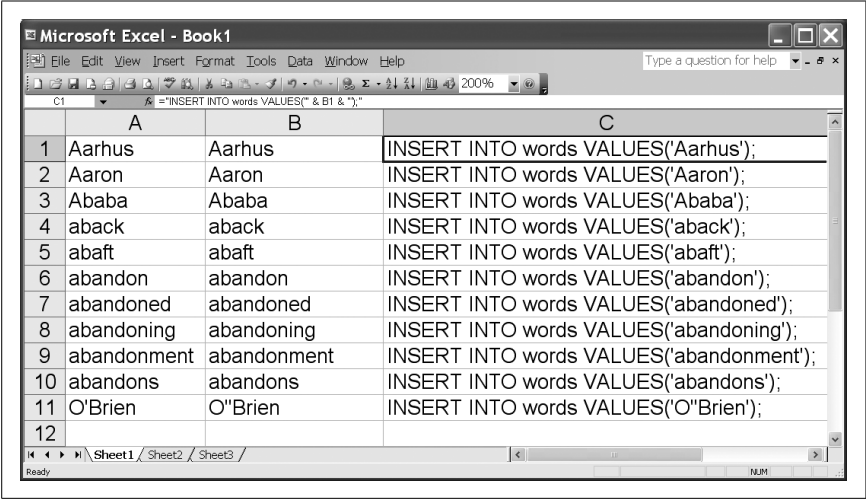 Microsoft Excel - Book1
File Edit View Insert Format Tools Data Window Help Type a question for help
200%
C1 fx ="INSERT INTO words VALUES('" & B1 & "');"
A B C
1 Aarhus Aarhus INSERT INTO words VALUES('Aarhus');
2 Aaron Aaron INSERT INTO words VALUES('Aaron');
3 Ababa Ababa INSERT INTO words VALUES('Ababa');
4 aback aback INSERT INTO words VALUES('aback');
5 abaft abaft INSERT INTO words VALUES('abaft');
6 abandon abandon INSERT INTO words VALUES('abandon');
7 abandoned abandoned INSERT INTO words VALUES('abandoned');
8 abandoning abandoning INSERT INTO words VALUES('abandoning');
9 abandonment abandonment INSERT INTO words VALUES('abandonment');
10 abandons abandons INSERT INTO words VALUES('abandons');
11 O'Brien O''Brien INSERT INTO words VALUES('O''Brien');
12
Sheet1 Sheet2 Sheet3
Ready NUM